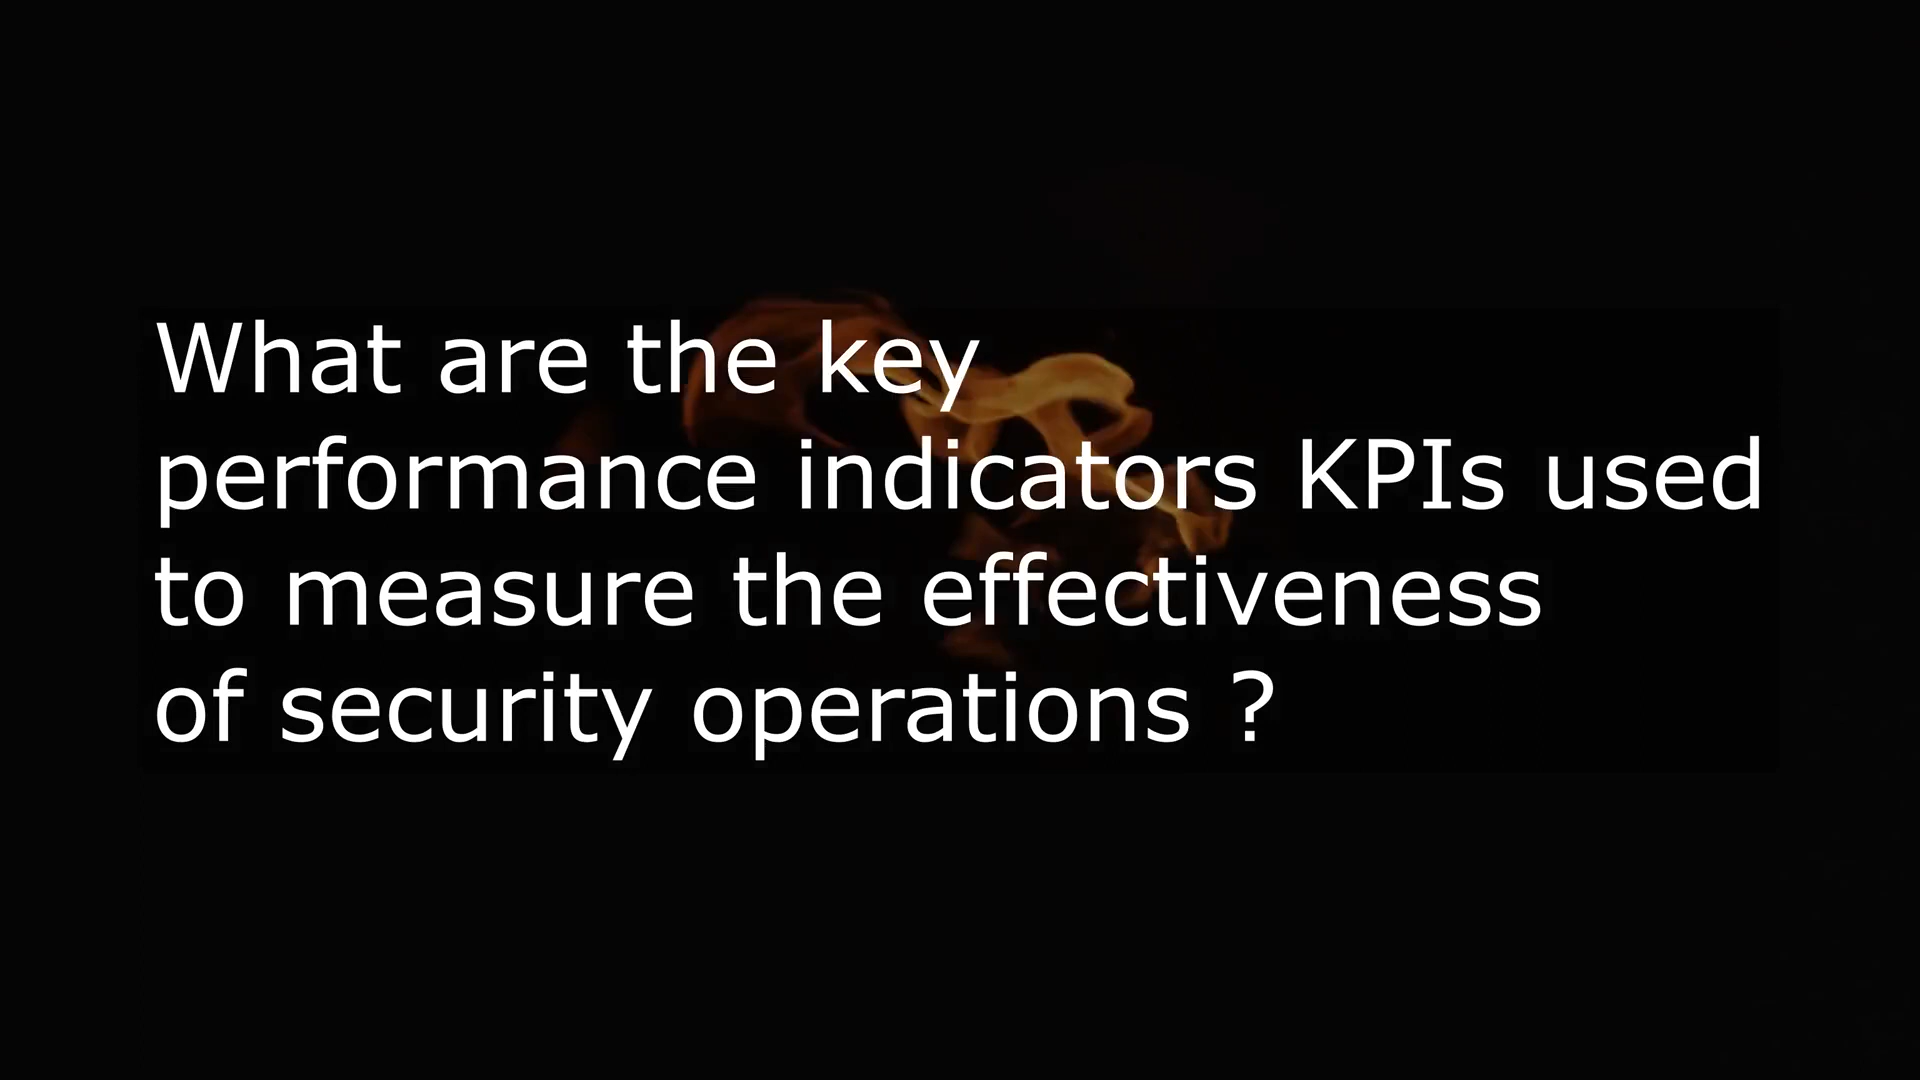 What are the key
performance indicators KPIs used
to measure the effectiveness
of security operations ?